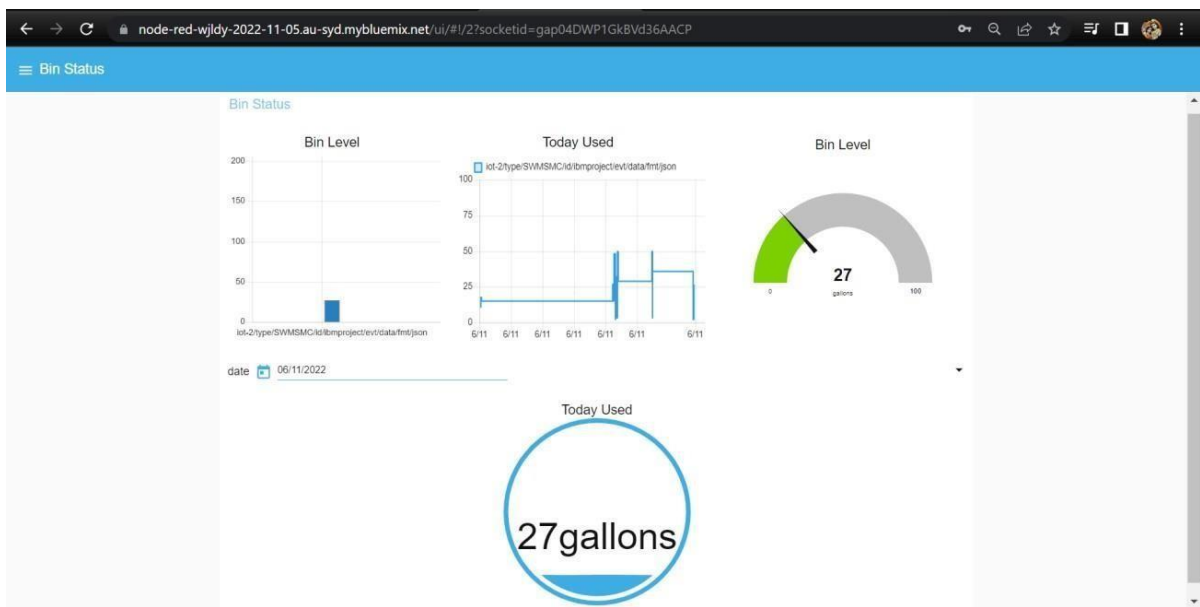 node-red-wjldy-2022-11-05.au-syd.mybluemix.net/ui/#!/2?socketid=gap04DWP1GkBVd36AACP
Bin Status
Bin Status
Bin Level
200
150
100
50
0
iot-2/type/SWMSMC/id/ibmproject/evt/data/fmt/json
Today Used
iot-2/type/SWMSMC/id/ibmproject/evt/data/fmt/json
100
75
50
25
0
6/11 6/11 6/11 6/11 6/11 6/11 6/11
Bin Level
27
gallons
0 100
date 06/11/2022
Today Used
27gallons